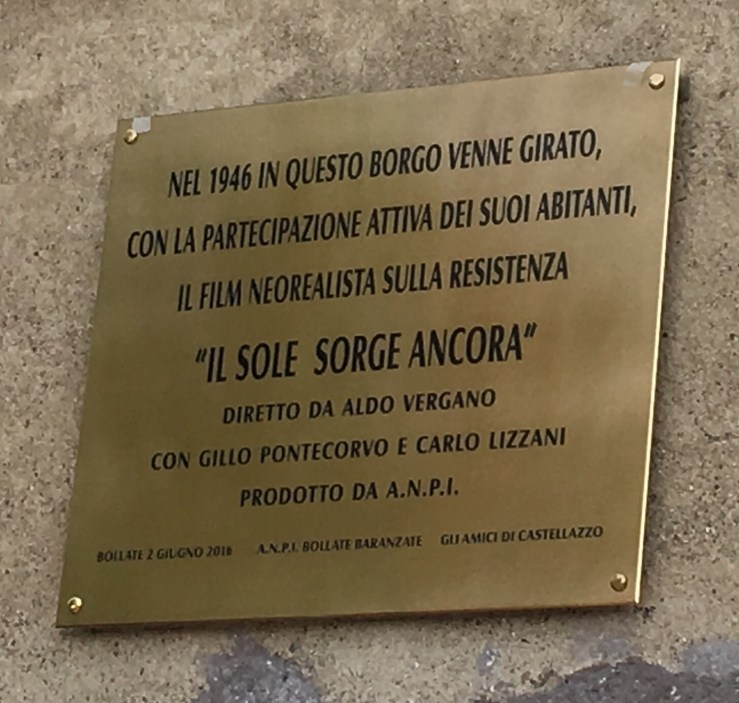 NEL 1946 IN QUESTO BORGO VENNE GIRATO,
CON LA PARTECIPAZIONE ATTIVA DEI SUOI ABITANTI,
IL FILM NEOREALISTA SULLA RESISTENZA
"IL SOLE SORGE ANCORA"
DIRETTO DA ALDO VERGANO
CON GILLO PONTECORVO E CARLO LIZZANI
PRODOTTO DA A.N.P.I.
BOLLATE 2 GIUGNO 2016 A.N.P.I. BOLLATE BARANZATE GLI AMICI DI CASTELLAZZO